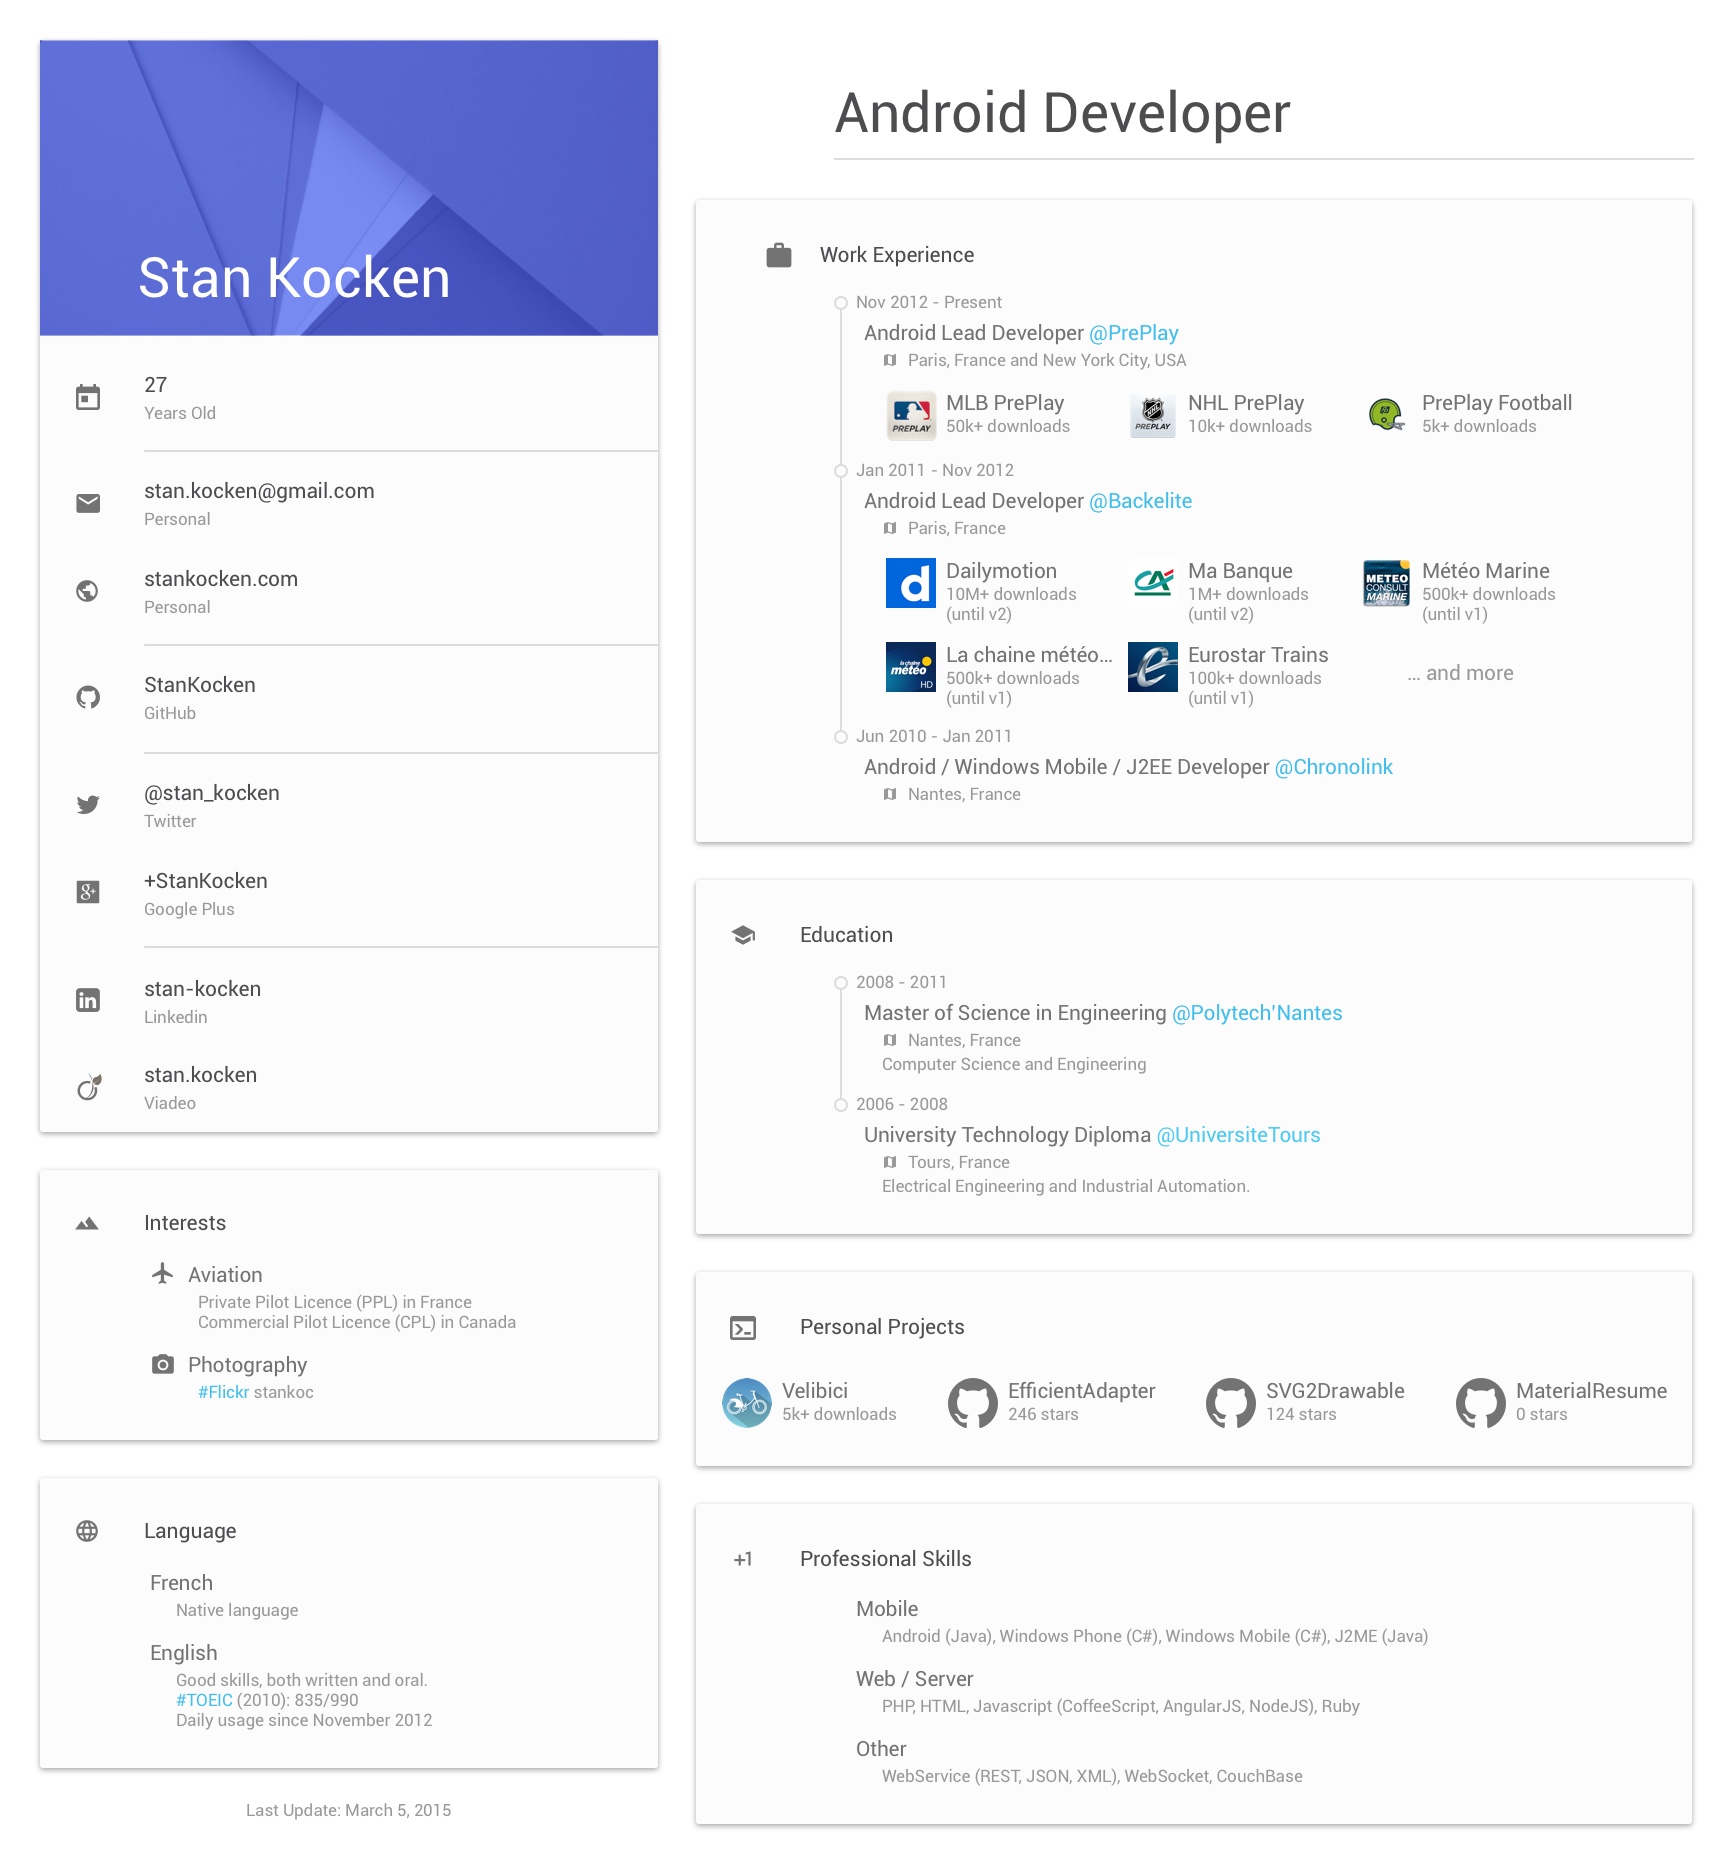 Stan Kocken
27
Years Old
stan.kocken@gmail.com
Personal
stankocken.com
Personal
StanKocken
GitHub
@stan_kocken
Twitter
+StanKocken
Google Plus
stan-kocken
Linkedin
stan.kocken
Viadeo
Interests
Aviation
Private Pilot Licence (PPL) in France
Commercial Pilot Licence (CPL) in Canada
Photography
#Flickr stankoc
Language
French
Native language
English
Good skills, both written and oral.
#TOEIC (2010): 835/990
Daily usage since November 2012
Last Update: March 5, 2015
Android Developer
Work Experience
Nov 2012 - Present
Android Lead Developer @PrePlay
Paris, France and New York City, USA
PREPLAY MLB PrePlay
50k+ downloads
NHL PREPLAY NHL PrePlay
10k+ downloads
PrePlay Football
5k+ downloads
Jan 2011 - Nov 2012
Android Lead Developer @Backelite
Paris, France
d Dailymotion
10M+ downloads
(until v2)
CA Ma Banque
1M+ downloads
(until v2)
METEO CONSULT MARINE Météo Marine
500k+ downloads
(until v1)
la chaîne météo HD La chaine météo...
500k+ downloads
(until v1)
e Eurostar Trains
100k+ downloads
(until v1)
... and more
Jun 2010 - Jan 2011
Android / Windows Mobile / J2EE Developer @Chronolink
Nantes, France
Education
2008 - 2011
Master of Science in Engineering @Polytech'Nantes
Nantes, France
Computer Science and Engineering
2006 - 2008
University Technology Diploma @UniversiteTours
Tours, France
Electrical Engineering and Industrial Automation.
Personal Projects
Velibici
5k+ downloads
EfficientAdapter
246 stars
SVG2Drawable
124 stars
MaterialResume
0 stars
+1 Professional Skills
Mobile
Android (Java), Windows Phone (C#), Windows Mobile (C#), J2ME (Java)
Web / Server
PHP, HTML, Javascript (CoffeeScript, AngularJS, NodeJS), Ruby
Other
WebService (REST, JSON, XML), WebSocket, CouchBase